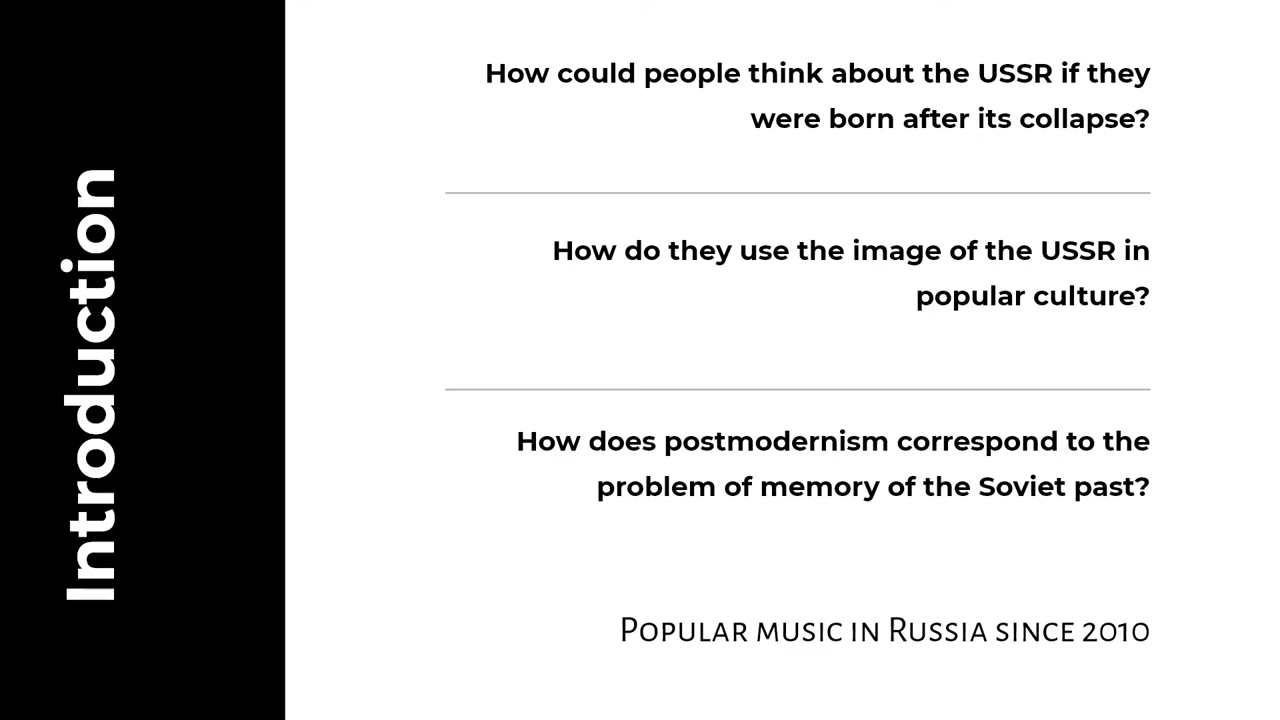 Introduction
How could people think about the USSR if they
were born after its collapse?
How do they use the image of the USSR in
popular culture?
How does postmodernism correspond to the
problem of memory of the Soviet past?
Popular music in Russia since 2010